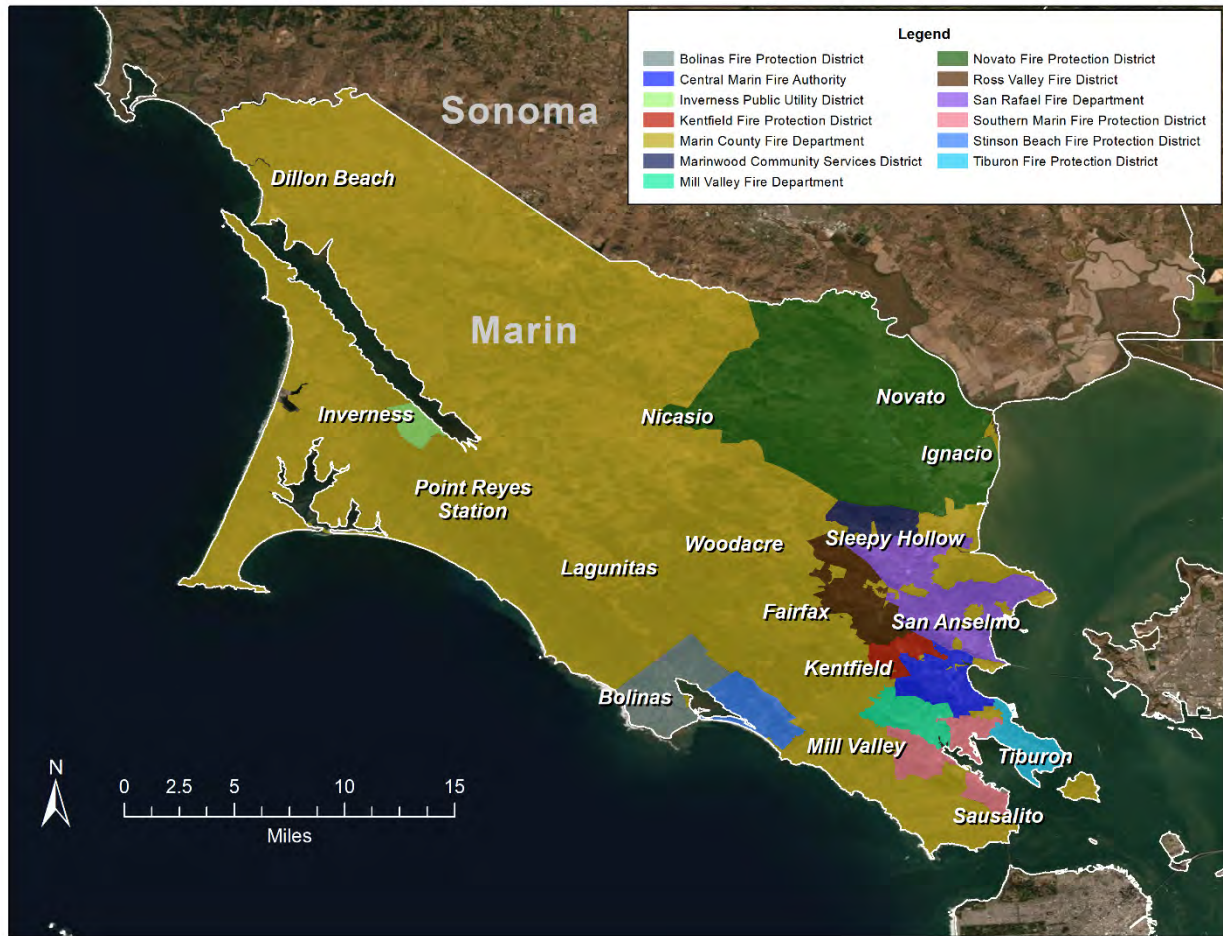 Legend
Bolinas Fire Protection District
Central Marin Fire Authority
Inverness Public Utility District
Kentfield Fire Protection District
Marin County Fire Department
Marinwood Community Services District
Mill Valley Fire Department
Novato Fire Protection District
Ross Valley Fire District
San Rafael Fire Department
Southern Marin Fire Protection District
Stinson Beach Fire Protection District
Tiburon Fire Protection District
Sonoma
Dillon Beach
Marin
Inverness
Nicasio
Novato
Ignacio
Point Reyes
Station
Woodacre
Sleepy Hollow
Lagunitas
Fairfax
San Anselmo
Kentfield
Bolinas
Mill Valley
Tiburon
Sausalito
N
0 2.5 5 10 15
Miles